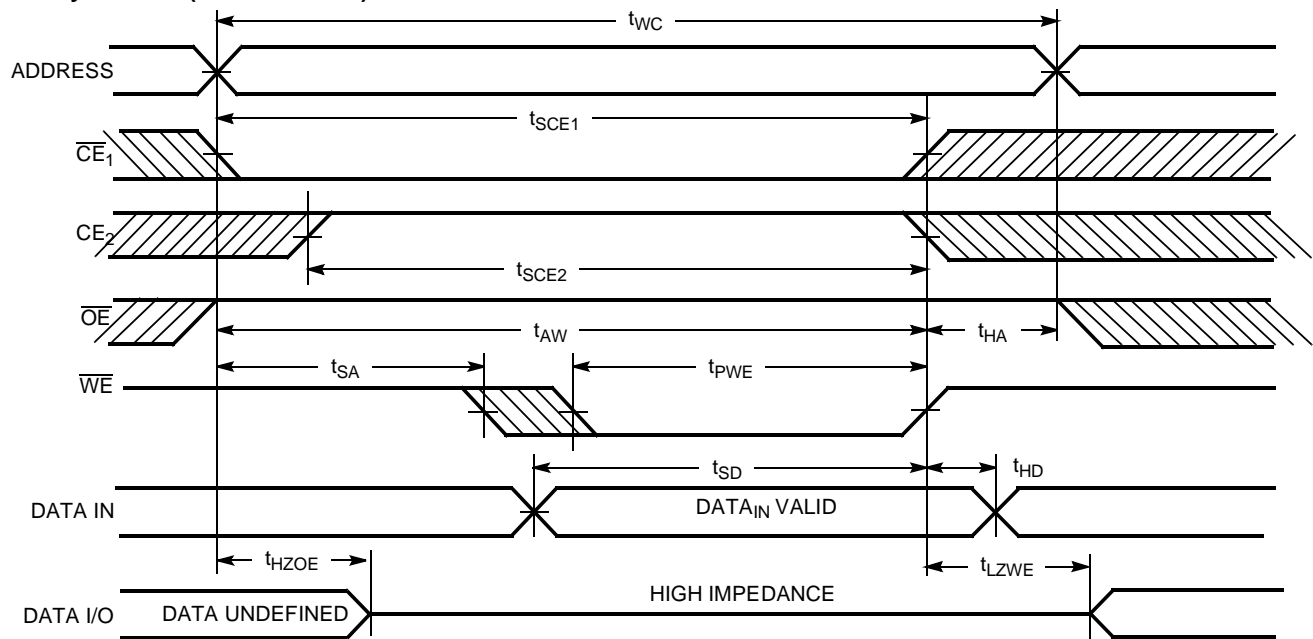 tWC
ADDRESS
tSCE1
CE1
CE2
tSCE2
OE
tAW
tHA
tSA
tPWE
WE
tSD
tHD
DATA IN
DATAIN VALID
tHZOE
tLZWE
HIGH IMPEDANCE
DATA I/O
DATA UNDEFINED